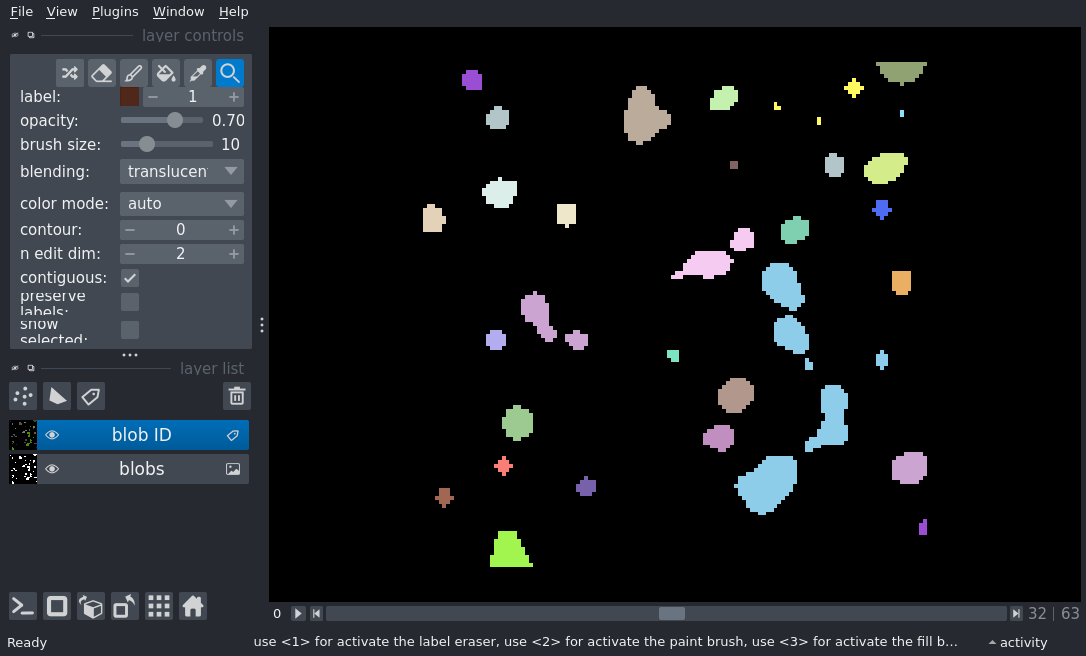 File View Plugins Window Help
layer controls
label: 1
opacity: 0.70
brush size: 10
blending: translucen
color mode: auto
contour: 0
n edit dim: 2
contiguous:
preserve
labels:
show
selected:
layer list
blob ID
blobs
0 32 63
Ready use <1> for activate the label eraser, use <2> for activate the paint brush, use <3> for activate the fill b... activity